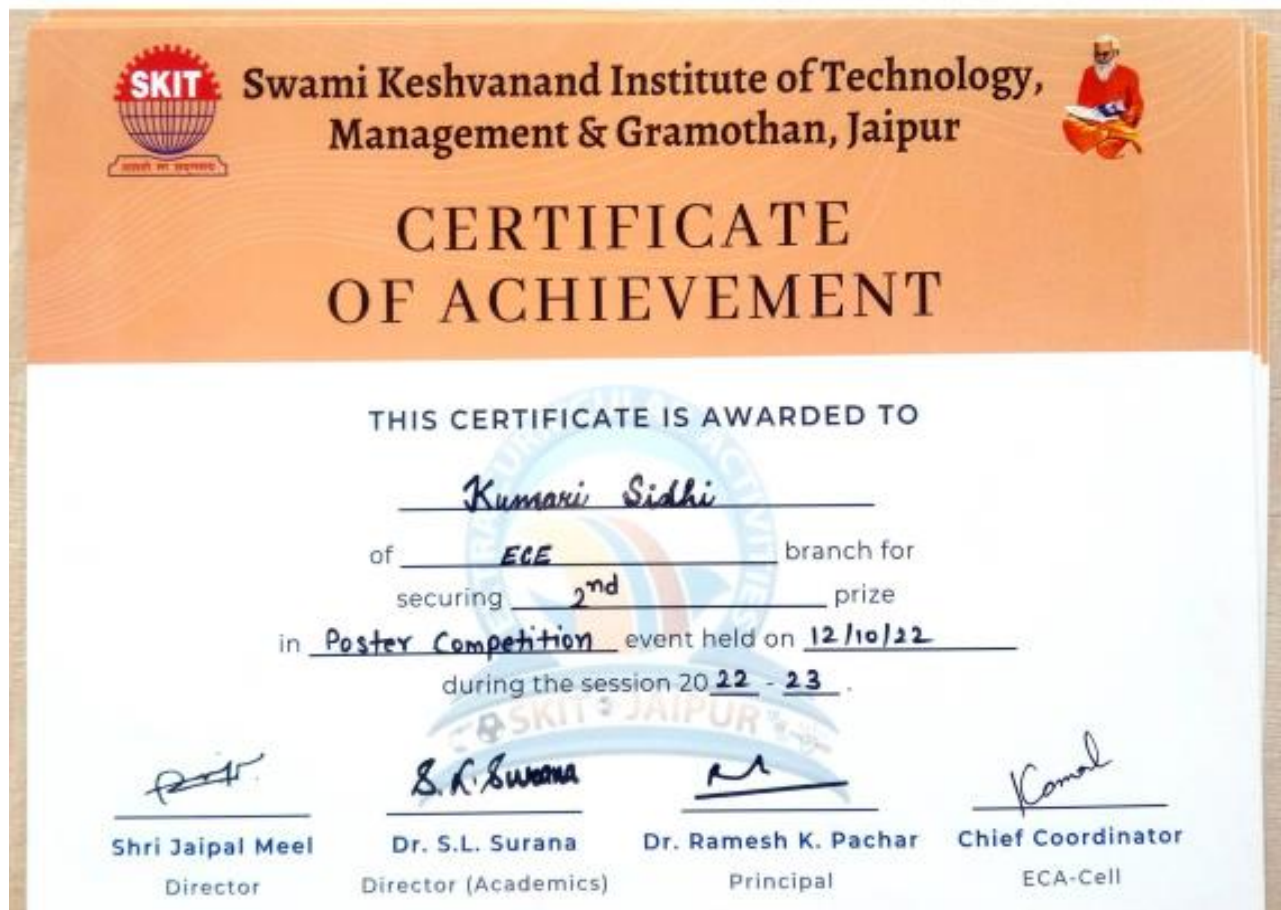 SKIT
Swami Keshvanand Institute of Technology,
Management & Gramothan, Jaipur
CERTIFICATE
OF ACHIEVEMENT
THIS CERTIFICATE IS AWARDED TO
Kumari Sidhi
of ECE branch for
securing 2nd prize
in Poster Competition event held on 12/10/22
during the session 20 22 - 23 .
SKIT JAIPUR
S. L. Surana
Kamal
Shri Jaipal Meel Dr. S.L. Surana Dr. Ramesh K. Pachar Chief Coordinator
Director Director (Academics) Principal ECA-Cell